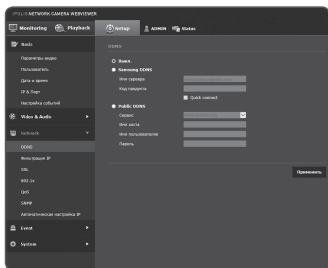 iPOLiS NETWORK CAMERA WEBVIEWER
Monitoring
Playback
Setup
ADMIN
Status
Basic
Параметры видео
Пользователь
Дата и время
IP & Порт
Настройка событий
Video & Audio
Network
DDNS
Фильтрация IP
SSL
802.1x
QoS
SNMP
Автоматическая настройка IP
Event
System
DDNS
Выкл.
Samsung DDNS
Имя сервера
Код продукта
Quick connect
Public DDNS
Сервис
Имя хоста
Имя пользователя
Пароль
Применить